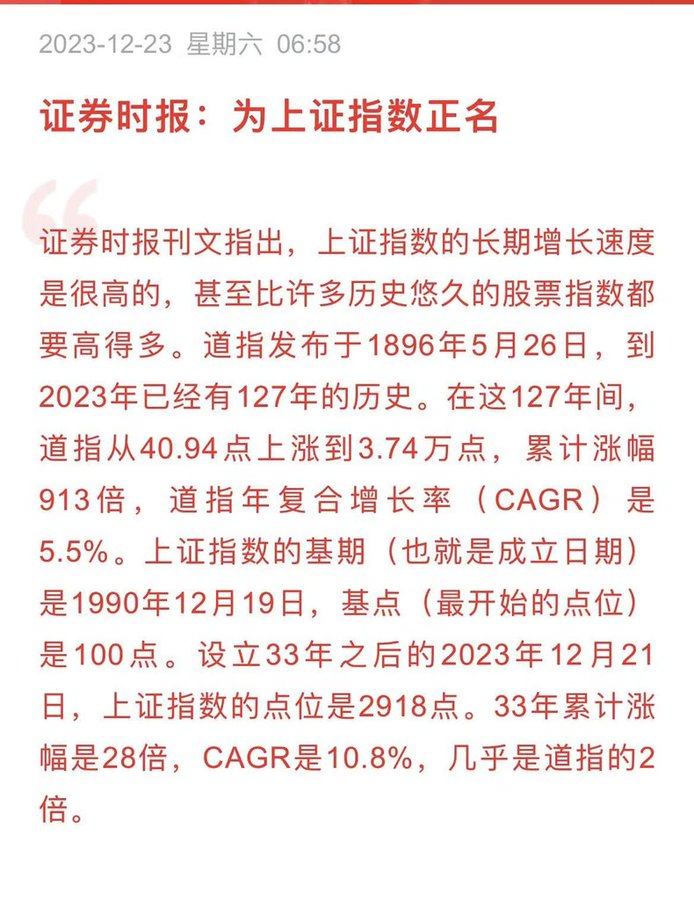 2023-12-23 星期六 06:58
证券时报：为上证指数正名
证券时报刊文指出，上证指数的长期增长速度
是很高的，甚至比许多历史悠久的股票指数都
要高得多。道指发布于1896年5月26日，到
2023年已经有127年的历史。在这127年间，
道指从40.94点上涨到3.74万点，累计涨幅
913倍，道指年复合增长率（CAGR）是
5.5%。上证指数的基期（也就是成立日期）
是1990年12月19日，基点（最开始的点位）
是100点。设立33年之后的2023年12月21
日，上证指数的点位是2918点。33年累计涨
幅是28倍，CAGR是10.8%，几乎是道指的2
倍。